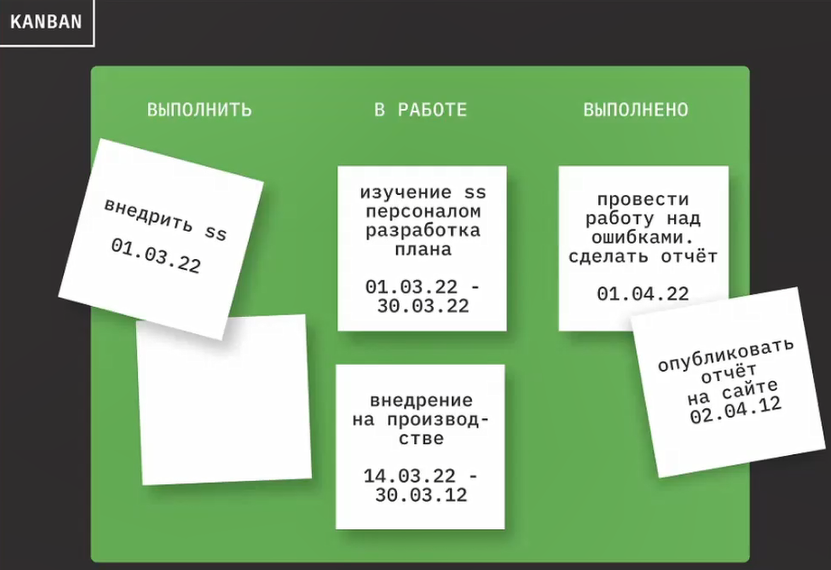 KANBAN
ВЫПОЛНИТЬ
В РАБОТЕ
ВЫПОЛНЕНО
внедрить ss
01.03.22
изучение ss
персоналом
разработка
плана
01.03.22 -
30.03.22
внедрение
на производ-
стве
14.03.22 -
30.03.12
провести
работу над
ошибками.
сделать отчёт
01.04.22
опубликовать
отчёт
на сайте
02.04.12